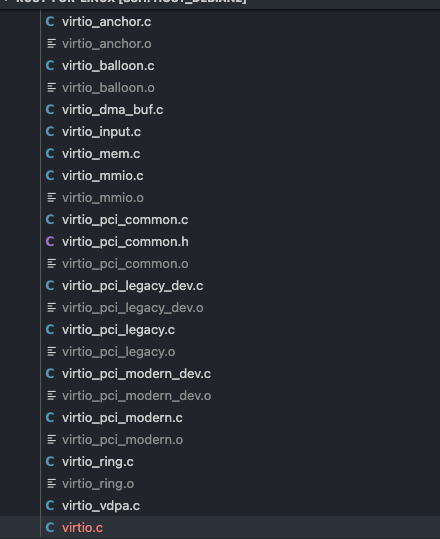 virtio_anchor.c
virtio_anchor.o
virtio_balloon.c
virtio_balloon.o
virtio_dma_buf.c
virtio_input.c
virtio_mem.c
virtio_mmio.c
virtio_mmio.o
virtio_pci_common.c
virtio_pci_common.h
virtio_pci_common.o
virtio_pci_legacy_dev.c
virtio_pci_legacy_dev.o
virtio_pci_legacy.c
virtio_pci_legacy.o
virtio_pci_modern_dev.c
virtio_pci_modern_dev.o
virtio_pci_modern.c
virtio_pci_modern.o
virtio_ring.c
virtio_ring.o
virtio_vdpa.c
virtio.c